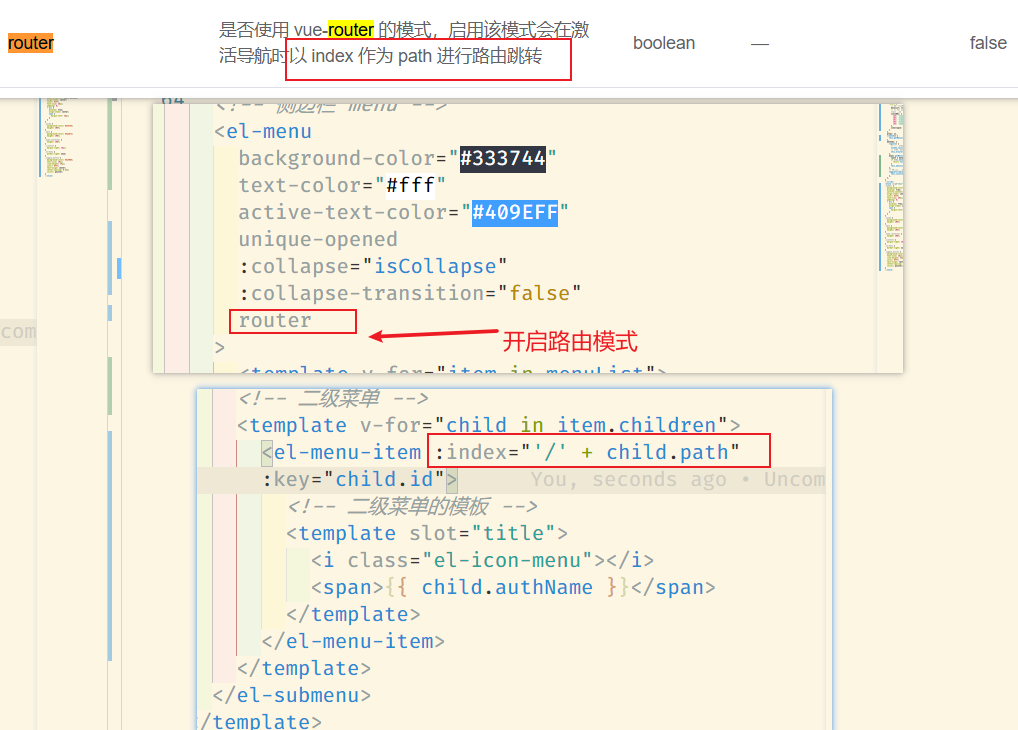 是否使用 vue-router 的模式，启用该模式会在激
router
活导航时以 index 作为 path 进行路由跳转
boolean
—
false
64
<!-- 侧边栏 menu -->
<el-menu
background-color="#333744"
text-color="#fff"
active-text-color="#409EFF"
unique-opened
:collapse="isCollapse"
:collapse-transition="false"
router
com
>
开启路由模式
<template v-for="item in menuList">
<!-- 二级菜单 -->
<template v-for="child in item.children">
<el-menu-item :index="'/' + child.path"
:key="child.id"> You, seconds ago • Uncom
<!-- 二级菜单的模板 -->
<template slot="title">
<i class="el-icon-menu"></i>
<span>{{ child.authName }}</span>
</template>
</el-menu-item>
</template>
</el-submenu>
/template>